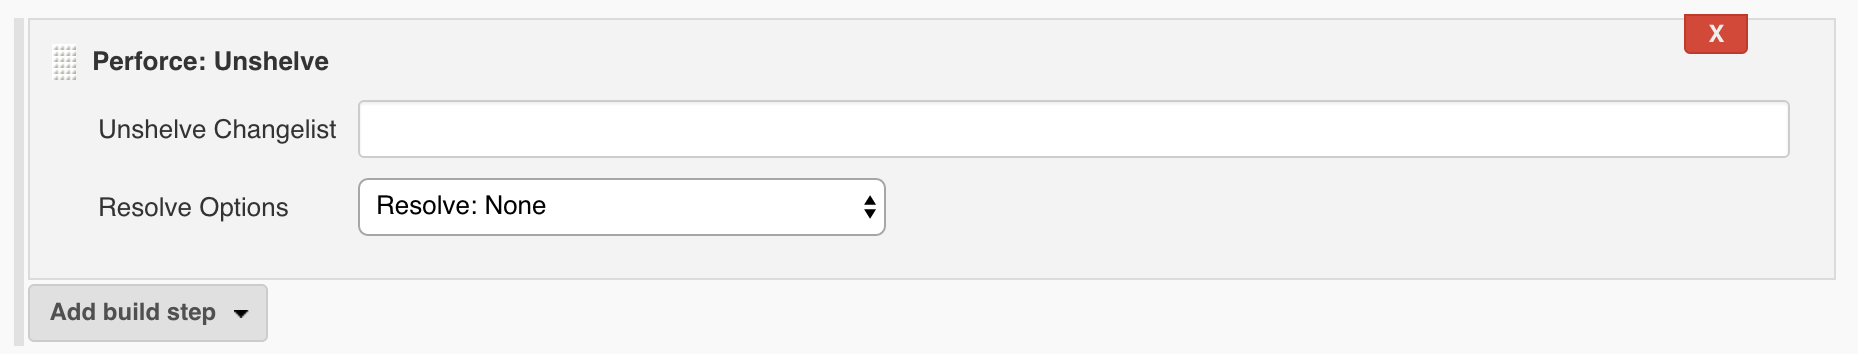 X
Perforce: Unshelve
Unshelve Changelist
Resolve Options Resolve: None
Add build step